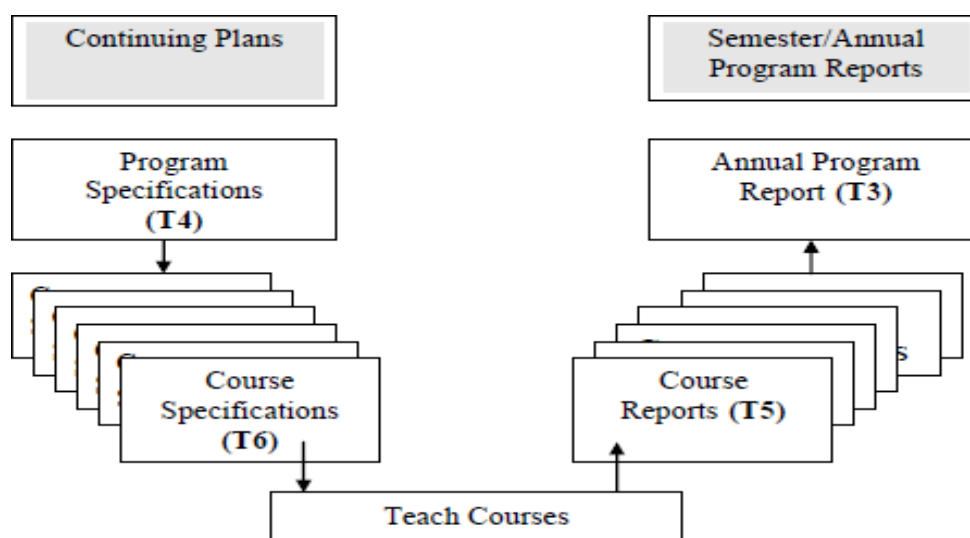 Continuing Plans
Semester/Annual
Program Reports
Program
Specifications
(T4)
Annual Program
Report (T3)
Course
Specifications
(T6)
Course
Reports (T5)
Teach Courses